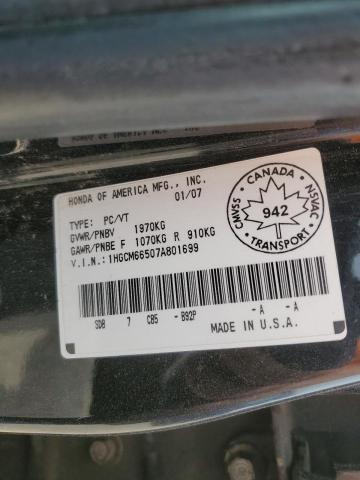 HONDA OF AMERICA MFG., INC.
01/07
TYPE: PC/VT
GVWR/PNBV 1970KG
GAWR/PNBE F 1070KG R 910KG
V.I.N.: 1HGCM66507A801699
SDB 7 CB5 - B92P - A - A
MADE IN U.S.A.
CANADA
CMVSS
942
NSVAC
TRANSPORT